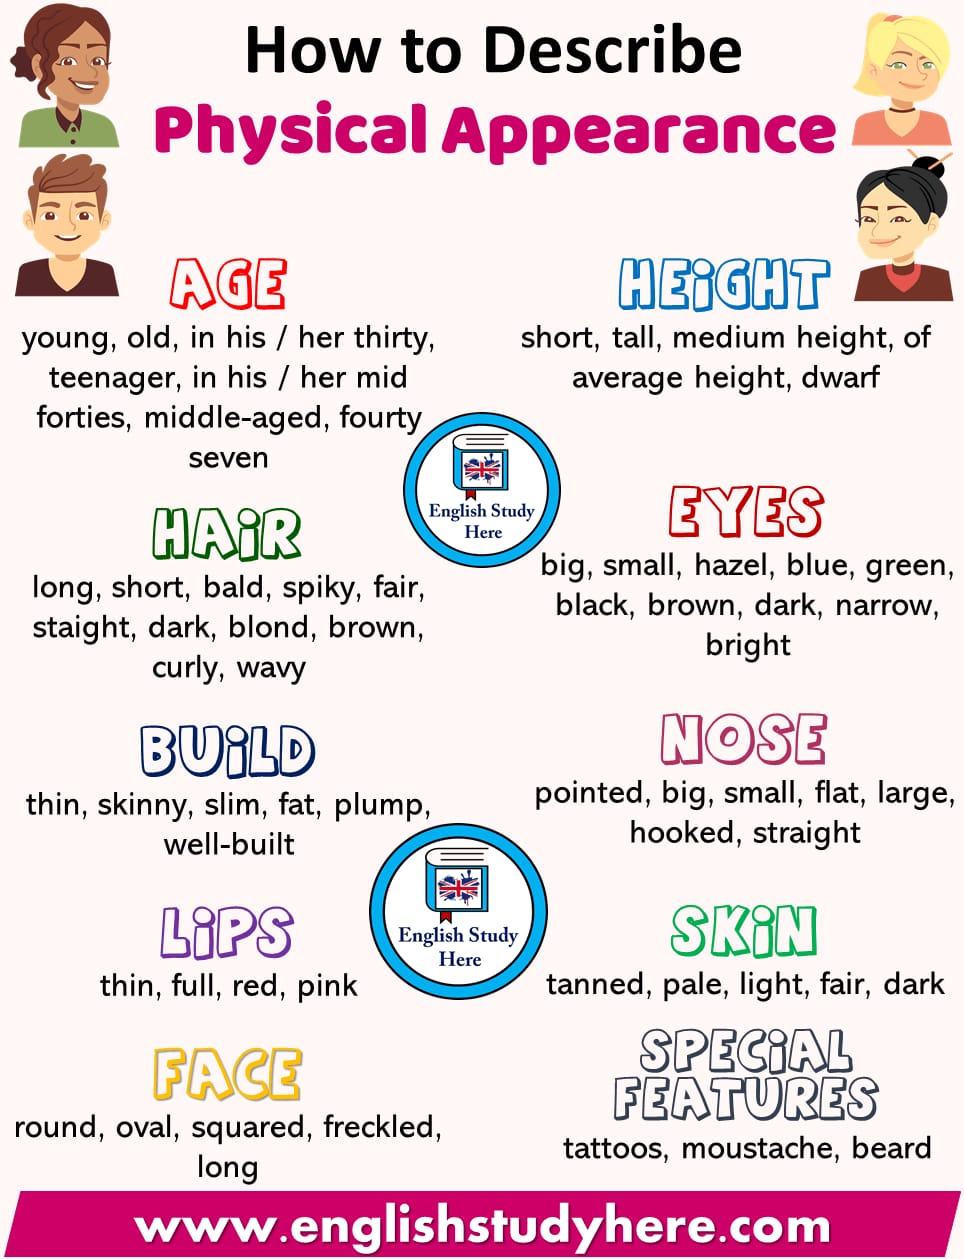 How to Describe
Physical Appearance
AGE
young, old, in his / her thirty,
teenager, in his / her mid
forties, middle-aged, fourty
seven
HEiGHT
short, tall, medium height, of
average height, dwarf
English Study
Here
HAiR
long, short, bald, spiky, fair,
staight, dark, blond, brown,
curly, wavy
EYES
big, small, hazel, blue, green,
black, brown, dark, narrow,
bright
BUiLD
thin, skinny, slim, fat, plump,
well-built
NOSE
pointed, big, small, flat, large,
hooked, straight
English Study
Here
LiPS
thin, full, red, pink
SKiN
tanned, pale, light, fair, dark
FACE
round, oval, squared, freckled,
long
SPECiAL
FEATURES
tattoos, moustache, beard
www.englishstudyhere.com